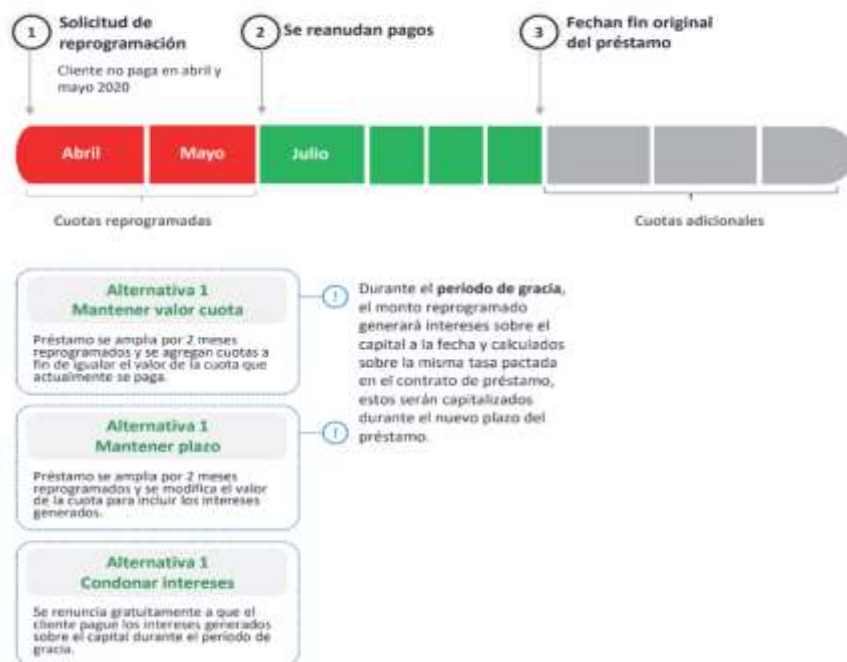 1
Solicitud de
reprogramación
Cliente no paga en abril y
mayo 2020
2
Se reanudan pagos
3
Fechan fin original
del préstamo
Abril
Mayo
Julio
Cuotas reprogramadas
Cuotas adicionales
Alternativa 1
Mantener valor cuota
Préstamo se amplia por 2 meses
reprogramados y se agregan cuotas a
fin de igualar el valor de la cuota que
actualmente se paga.
!
Durante el periodo de gracia,
el monto reprogramado
generará intereses sobre el
capital a la fecha y calculados
sobre la misma tasa pactada
en el contrato de préstamo,
estos serán capitalizados
durante el nuevo plazo del
préstamo.
Alternativa 1
Mantener plazo
Préstamo se amplia por 2 meses
reprogramados y se modifica el valor
de la cuota para incluir los intereses
generados.
!
Alternativa 1
Condonar intereses
Se renuncia gratuitamente a que el
cliente pague los intereses generados
sobre el capital durante el periodo de
gracia.